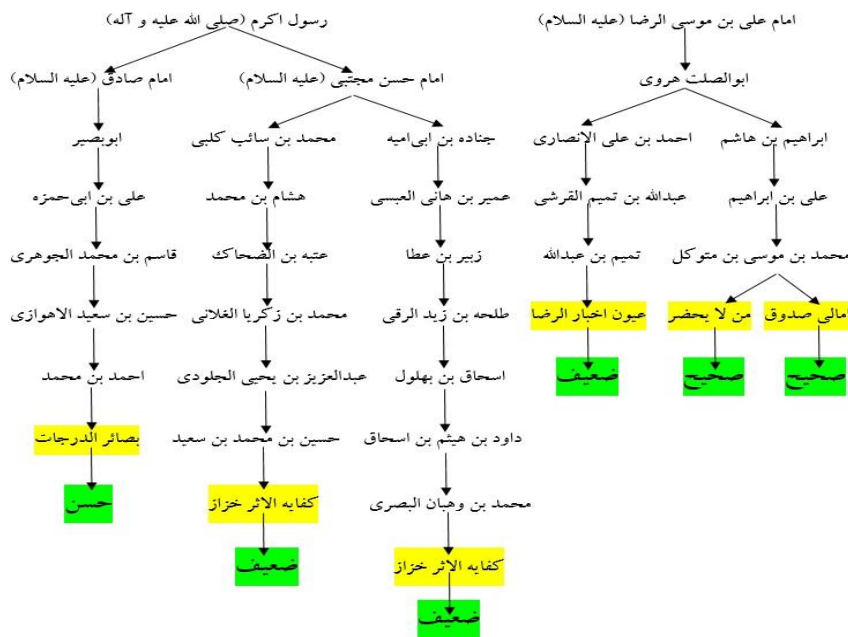 امام علی بن موسی الرضا (علیه السلام)
رسول اکرم (صلی الله علیه و آله)
ابوالصلت هروی
امام حسن مجتبی (علیه السلام)
امام صادق (علیه السلام)
ابراهیم بن هاشم
احمد بن علی الانصاری
جناده بن ابی‌امیه
محمد بن سائب کلبی
ابوبصیر
علی بن ابراهیم
عبدالله بن تمیم القرشی
عمیر بن هانی العبسی
هشام بن محمد
علی بن ابی‌حمزه
محمد بن موسی بن متوکل
تمیم بن عبدالله
زبیر بن عطا
عتبه بن الضحاک
قاسم بن محمد الجوهری
امالی صدوق
من لا یحضر
عیون اخبار الرضا
طلحه بن زید الرقی
محمد بن زکریا الغلانی
حسین بن سعید الاهوازی
صحیح
صحیح
ضعیف
اسحاق بن بهلول
عبدالعزیز بن یحیی الجلودی
احمد بن محمد
داود بن هیثم بن اسحاق
حسین بن محمد بن سعید
بصائر الدرجات
محمد بن وهبان البصری
کفایه الاثر خزاز
حسن
کفایه الاثر خزاز
ضعیف
ضعیف